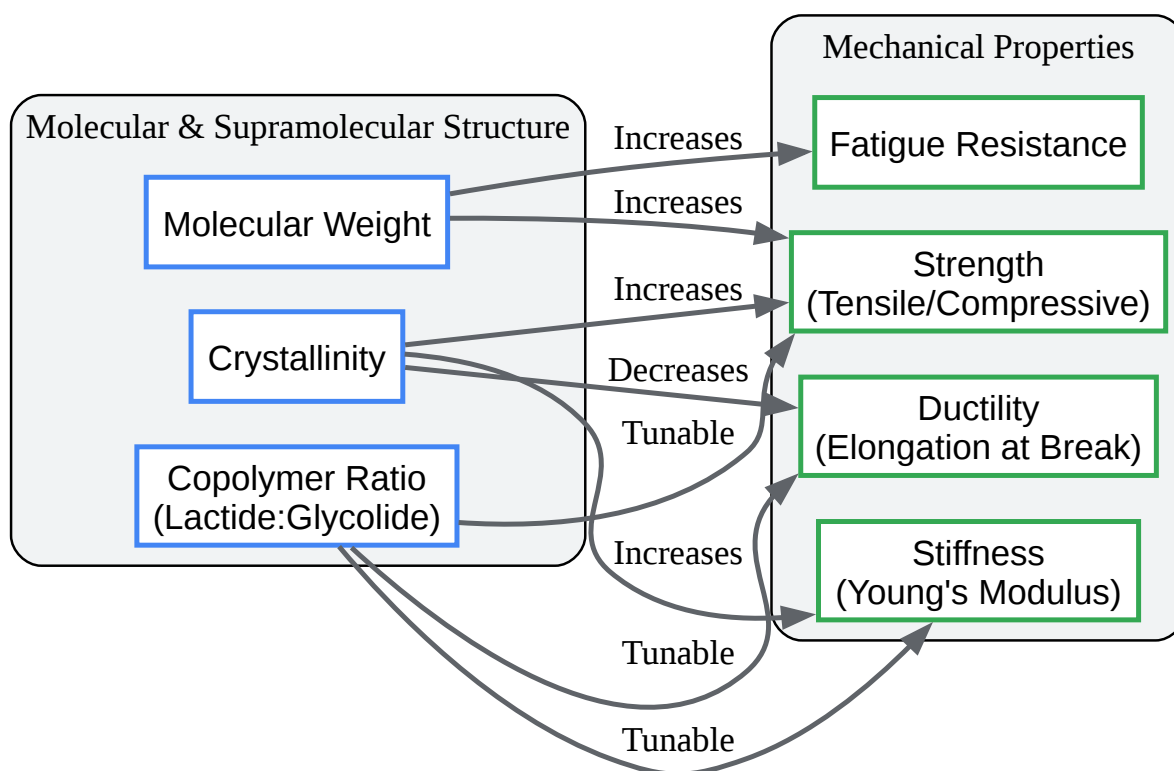 Mechanical Properties
Molecular & Supramolecular Structure
Increases
Fatigue Resistance
Molecular Weight
Increases
Strength
(Tensile/Compressive)
Increases
Crystallinity
Decreases
Ductility
(Elongation at Break)
Tunable
Copolymer Ratio
(Lactide:Glycolide)
Increases
Stiffness
(Young's Modulus)
Tunable
Tunable